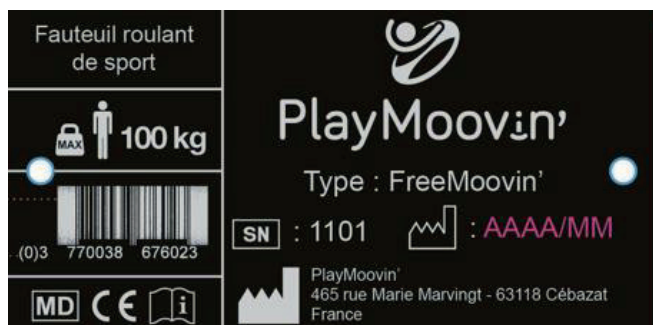 Fauteuil roulant
de sport
MAX 100 kg
(0)3 770038 676023
MD CE i
PlayMoovin'
Type : FreeMoovin'
SN : 1101 : AAAA/MM
PlayMoovin'
465 rue Marie Marvingt - 63118 Cébazat
France